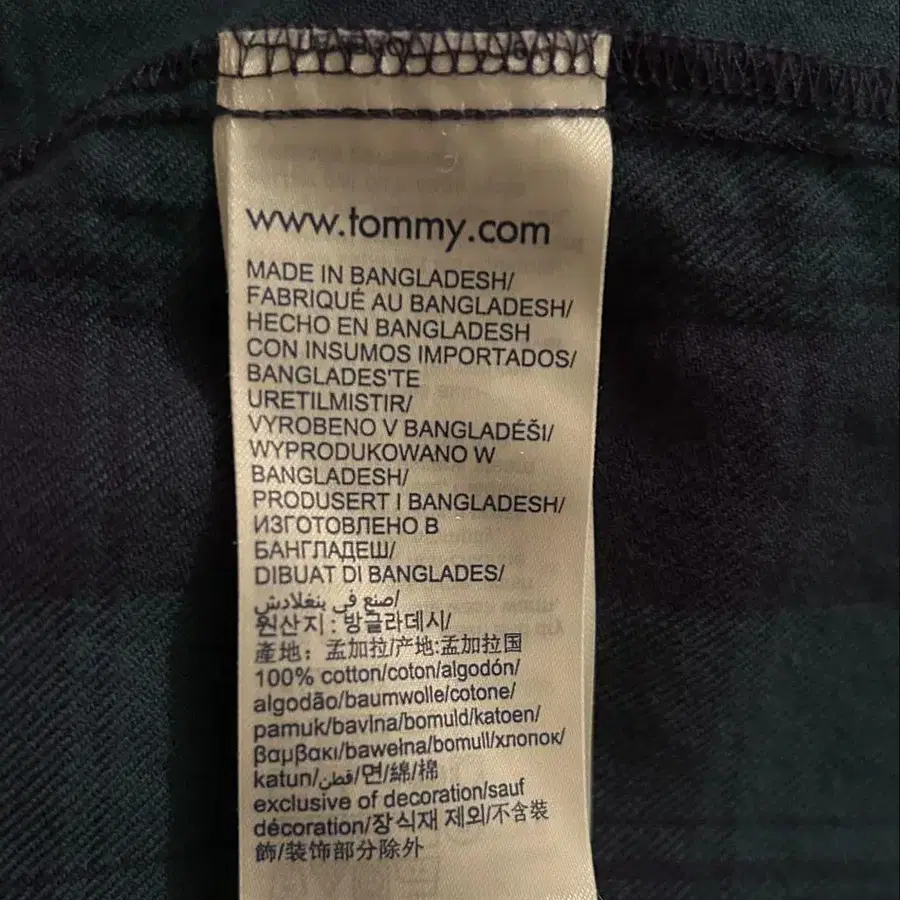 www.tommy.com
MADE IN BANGLADESH/
FABRIQUÉ AU BANGLADESH/
HECHO EN BANGLADESH
CON INSUMOS IMPORTADOS/
BANGLADES'TE
URETILMISTIR/
VYROBENO V BANGLADÉŠI/
WYPRODUKOWANO W
BANGLADESH/
PRODUSERT I BANGLADESH/
ИЗГОТОВЛЕНО В
БАНГЛАДЕШ/
DIBUAT DI BANGLADES/
صنع في بنغلادش/
원산지 : 방글라데시/
產地：孟加拉/产地:孟加拉国
100% cotton/coton/algodón/
algodão/baumwolle/cotone/
pamuk/bavlna/bomuld/katoen/
βαμβακι/bawełna/bomull/хлопок/
katun/قطن/면/綿/棉
exclusive of decoration/sauf
décoration/장식재 제외/不含裝
飾/装饰部分除外